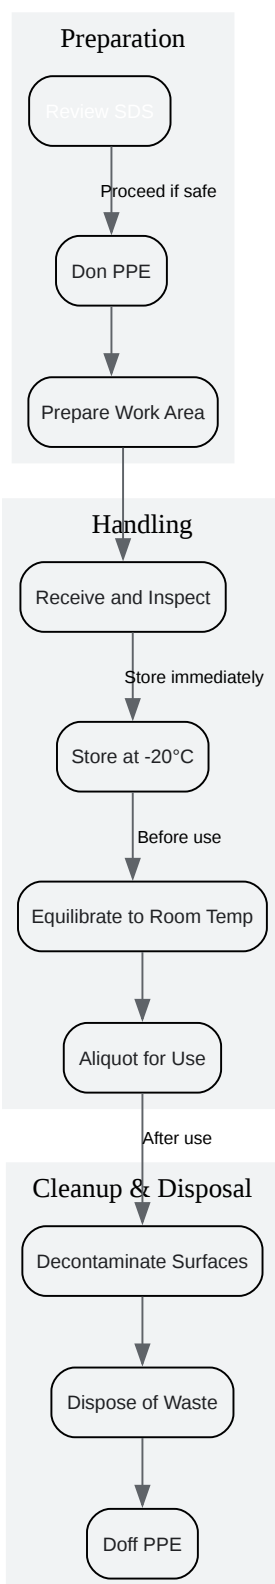 Preparation
Review SDS
Proceed if safe
Don PPE
Prepare Work Area
Handling
Receive and Inspect
Store immediately
Store at -20°C
Before use
Equilibrate to Room Temp
Aliquot for Use
After use
Cleanup & Disposal
Decontaminate Surfaces
Dispose of Waste
Doff PPE